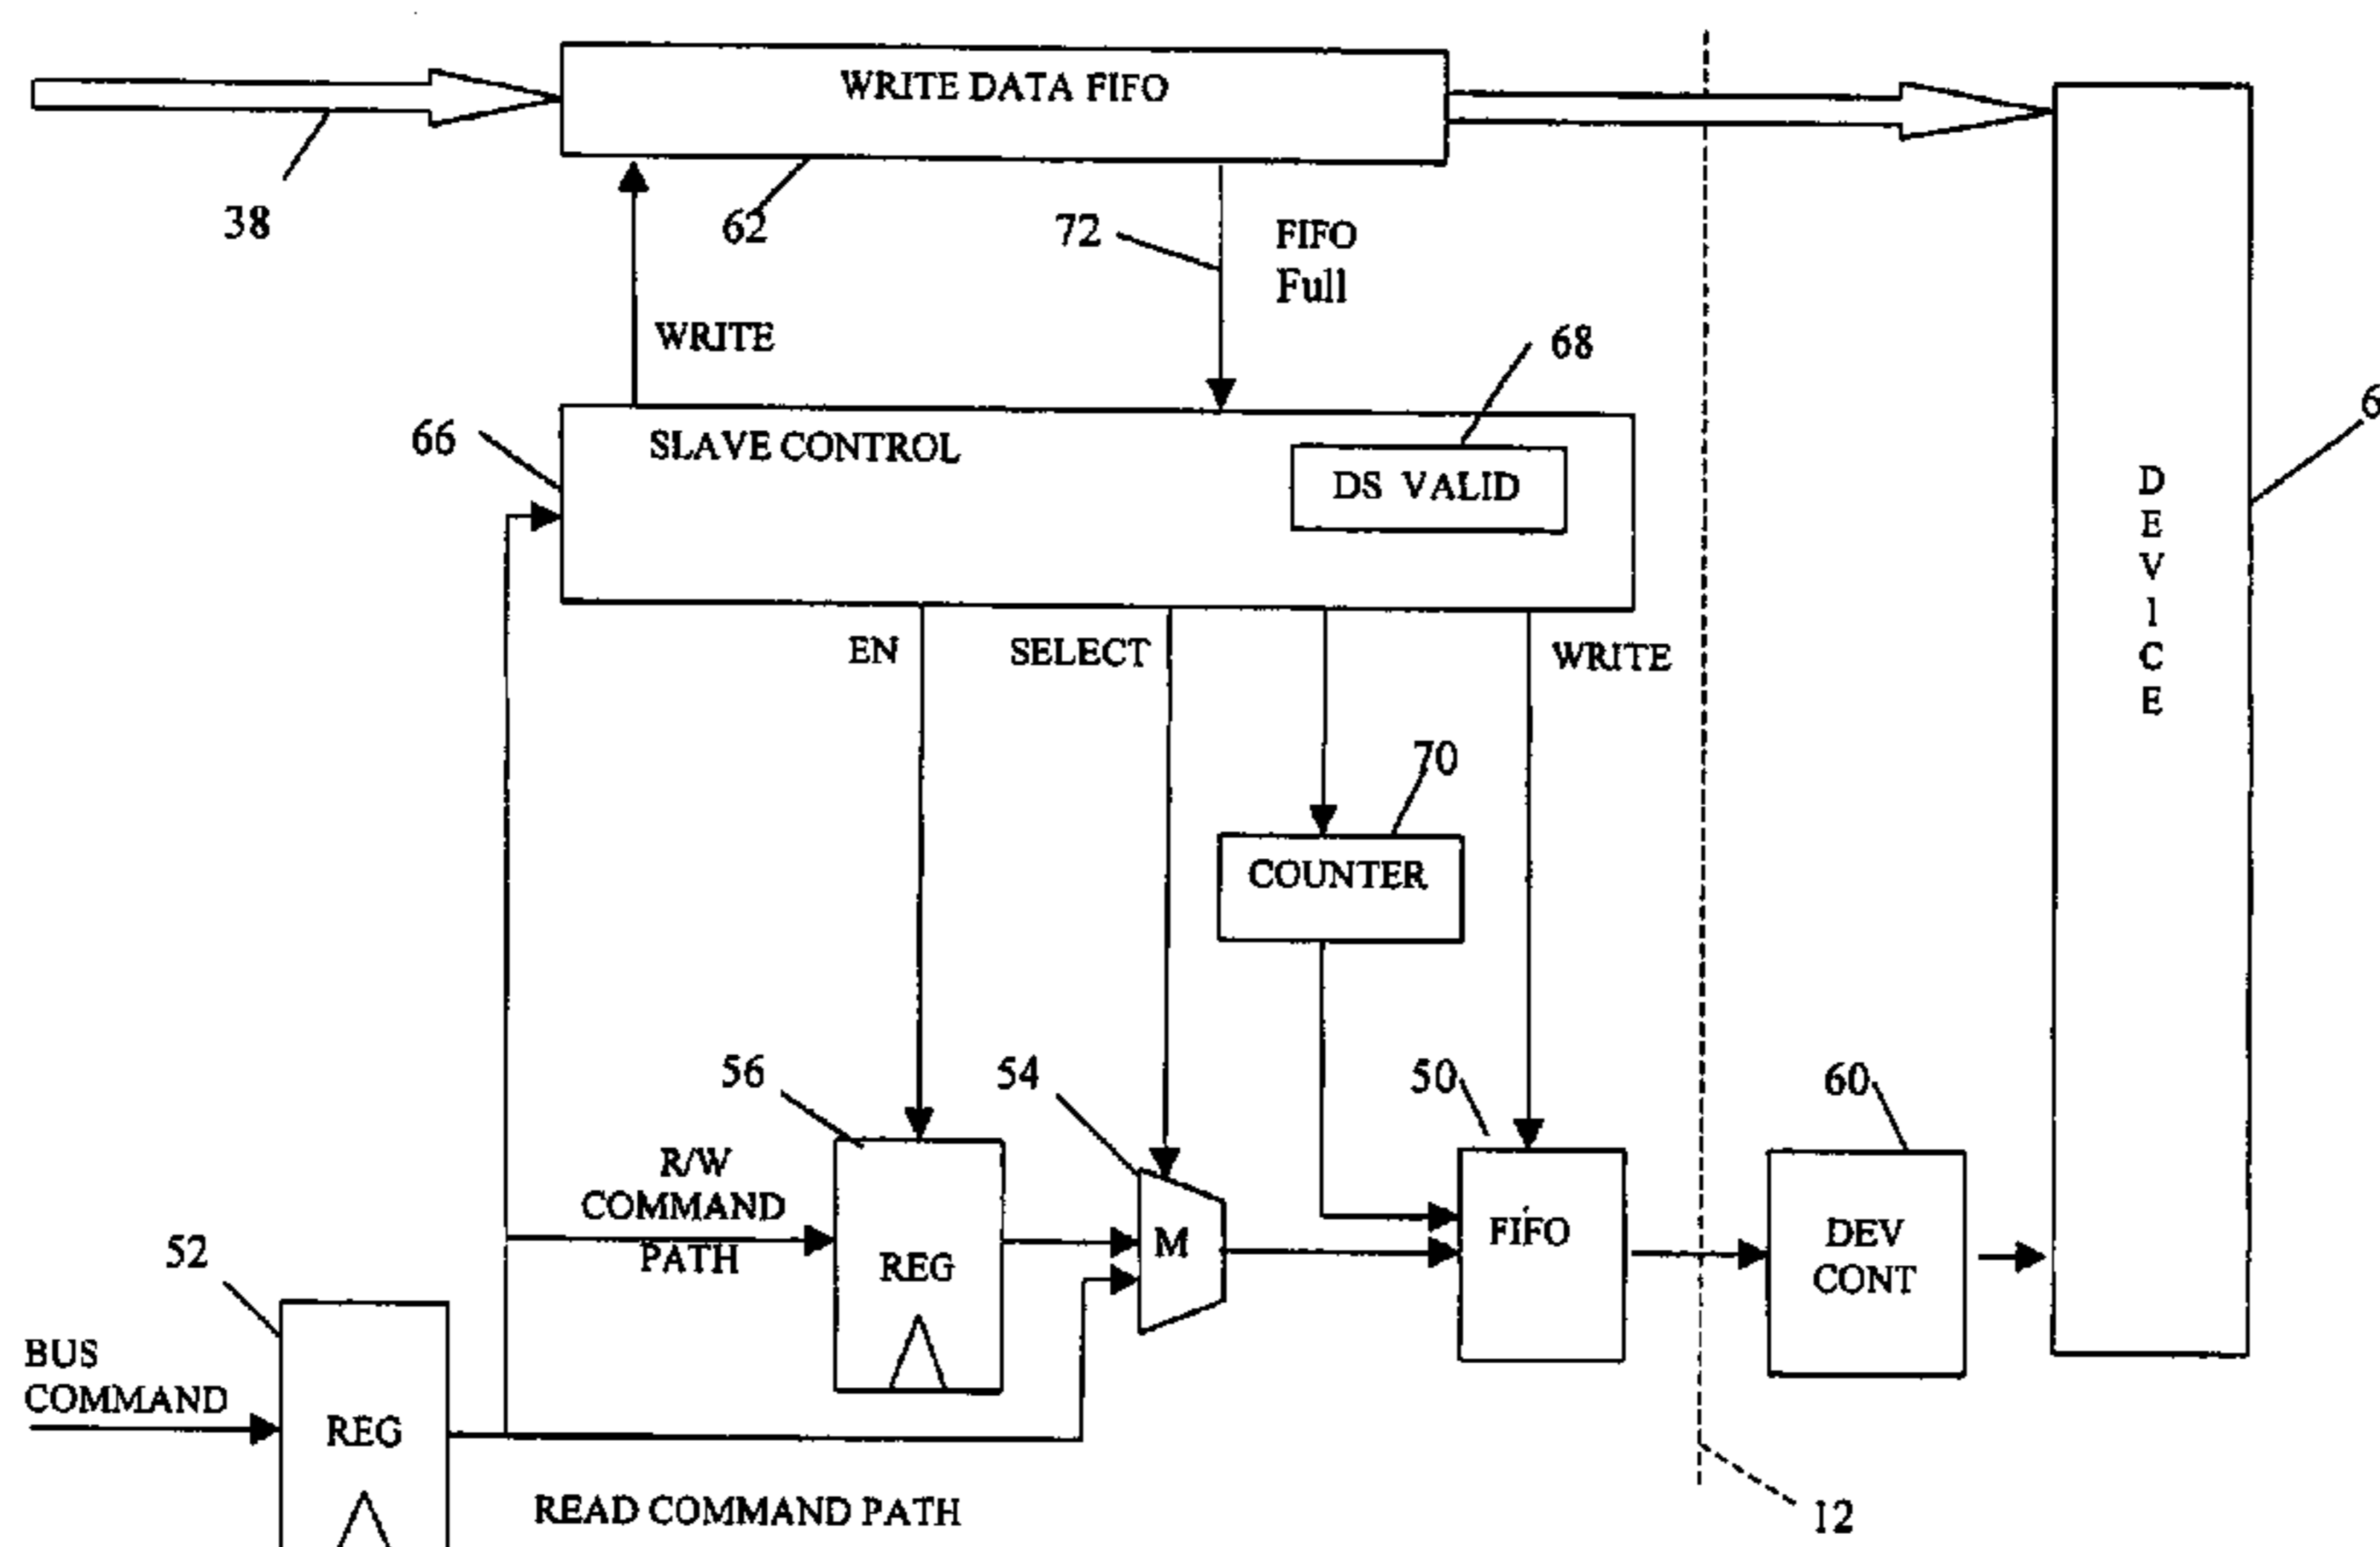 WRITE DATA FIFO
38
62
72
FIFO
Full
WRITE
68
66
SLAVE CONTROL
DS VALID
D
E
V
I
C
E
EN
SELECT
WRITE
70
COUNTER
56
54
50
60
R/W
COMMAND
PATH
REG
M
FIFO
DEV
CONT
52
BUS
COMMAND
REG
READ COMMAND PATH
12